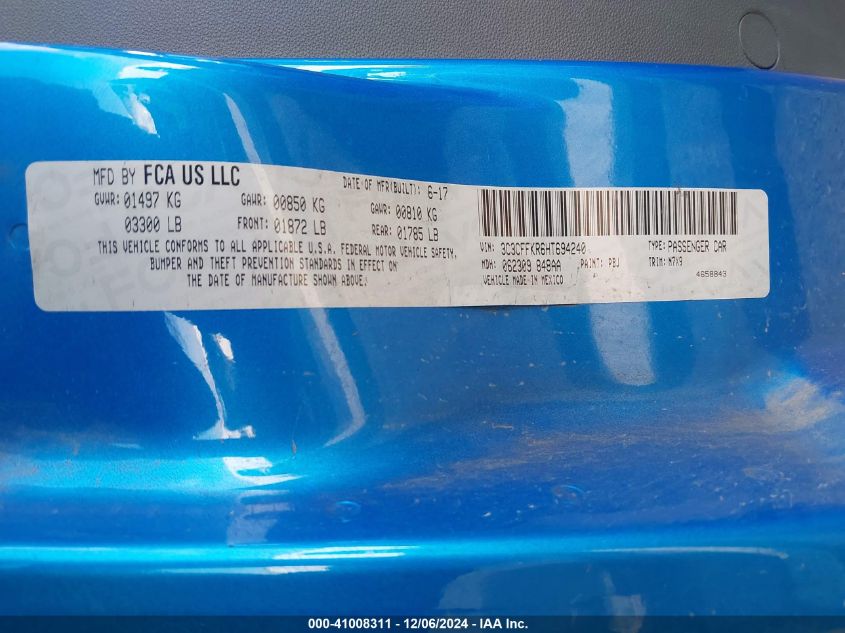 MFD BY FCA US LLC DATE OF MFR(BUILT): 6-17
GVWR: 01497 KG GAWR: 00850 KG GAWR: 00810 KG
03300 LB FRONT: 01872 LB REAR: 01785 LB
THIS VEHICLE CONFORMS TO ALL APPLICABLE U.S.A. FEDERAL MOTOR VEHICLE SAFETY,
BUMPER AND THEFT PREVENTION STANDARDS IN EFFECT ON
THE DATE OF MANUFACTURE SHOWN ABOVE.
VIN: 3C3CFFKR6HT694240 TYPE: PASSENGER CAR
MDH: 062309 848AA PAINT: PBJ TRIM: N7X9
VEHICLE MADE IN MEXICO 4658843
000-41008311 - 12/06/2024 - IAA Inc.